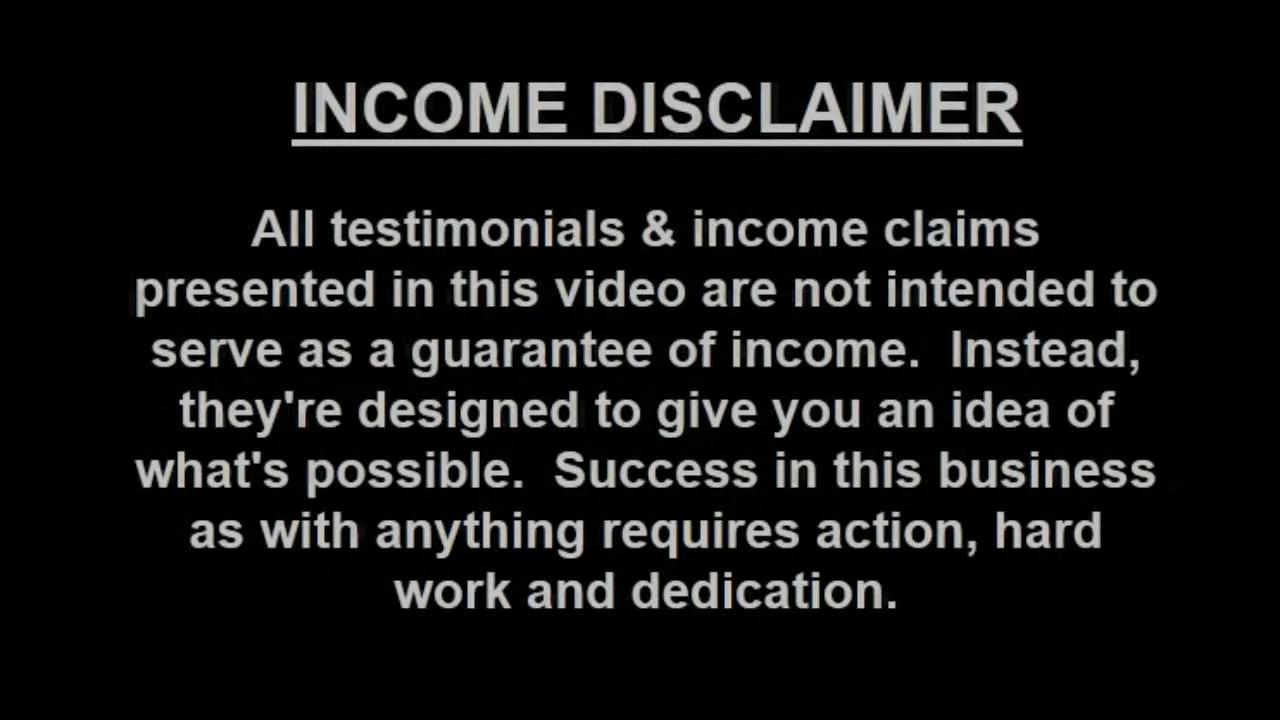 INCOME DISCLAIMER
All testimonials & income claims
presented in this video are not intended to
serve as a guarantee of income.  Instead,
they're designed to give you an idea of
what's possible.  Success in this business
as with anything requires action, hard
work and dedication.